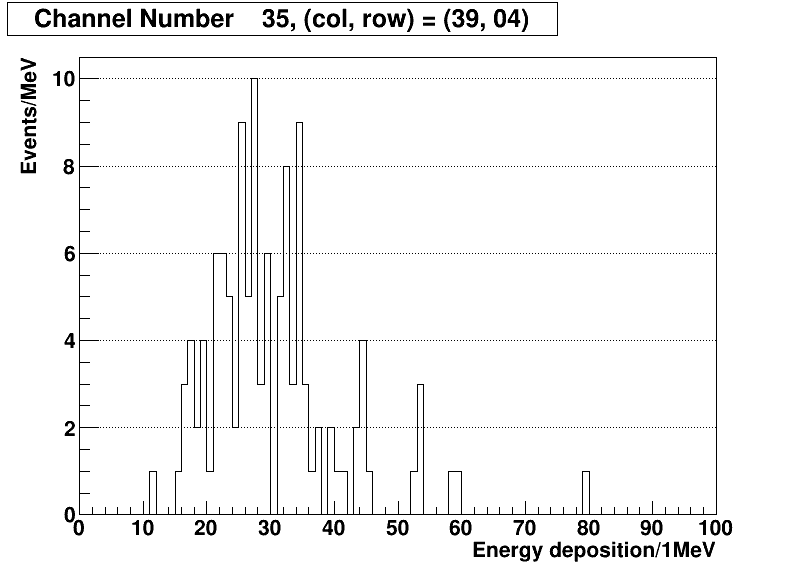 Channel Number 35, (col, row) = (39, 04)
Events/MeV
10
8
6
4
2
0
0 10 20 30 40 50 60 70 80 90 100
Energy deposition/1MeV